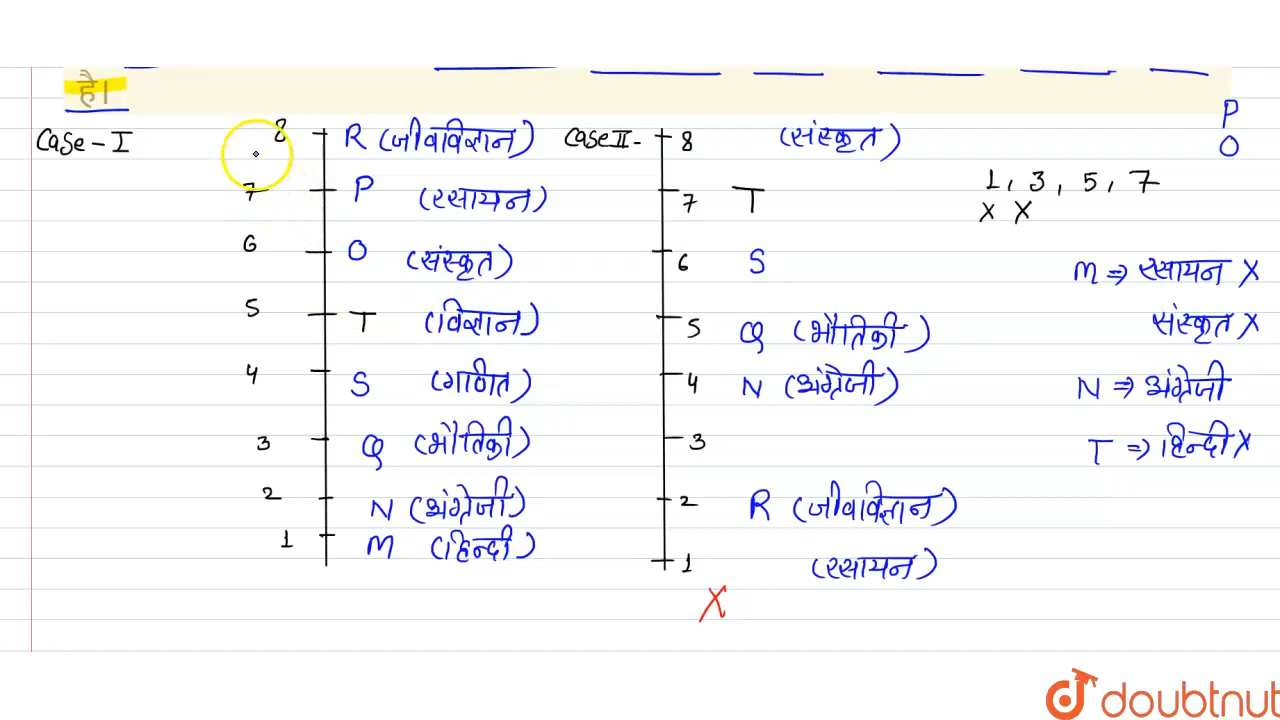 है।
Case - I
8 R (जीवविज्ञान)
7 P (रसायन)
6 O (संस्कृत)
5 T (विज्ञान)
4 S (गणित)
3 Q (भौतिकी)
2 N (अंग्रेजी)
1 M (हिन्दी)
Case II -
8 (संस्कृत)
7 T
6 S
5 Q (भौतिकी)
4 N (अंग्रेजी)
3
2 R (जीवविज्ञान)
1 (रसायन)
X
P
O
1, 3, 5, 7
x x
M ⇒ रसायन X
संस्कृत X
N ⇒ अंग्रेजी
T ⇒ हिन्दी X
doubtnut